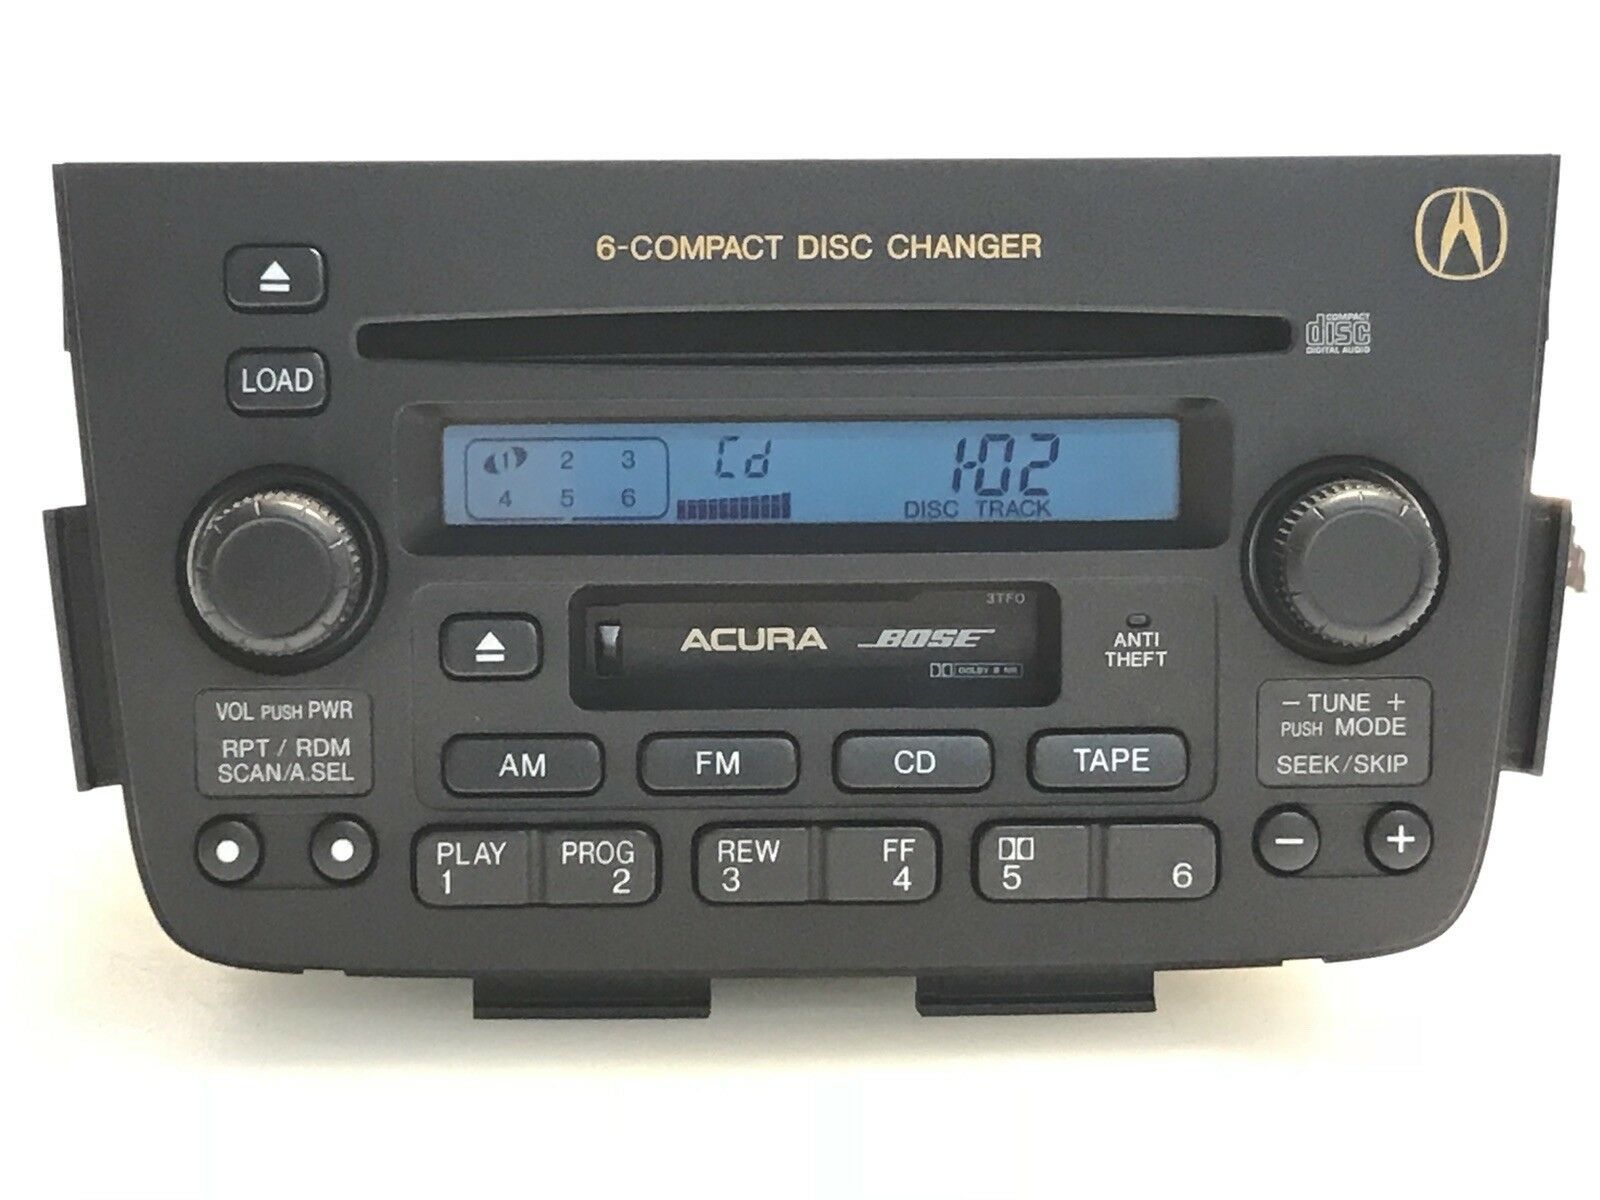 6-COMPACT DISC CHANGER
COMPACT
disc
DIGITAL AUDIO
LOAD
1 2 3
4 5 6
Cd
1-02
DISC TRACK
3TF0
ACURA BOSE
DOLBY B NR
ANTI
THEFT
VOL PUSH PWR
RPT / RDM
SCAN/A.SEL
AM FM CD TAPE
− TUNE +
PUSH MODE
SEEK/SKIP
PLAY
1
PROG
2
REW
3
FF
4
5
6
− +